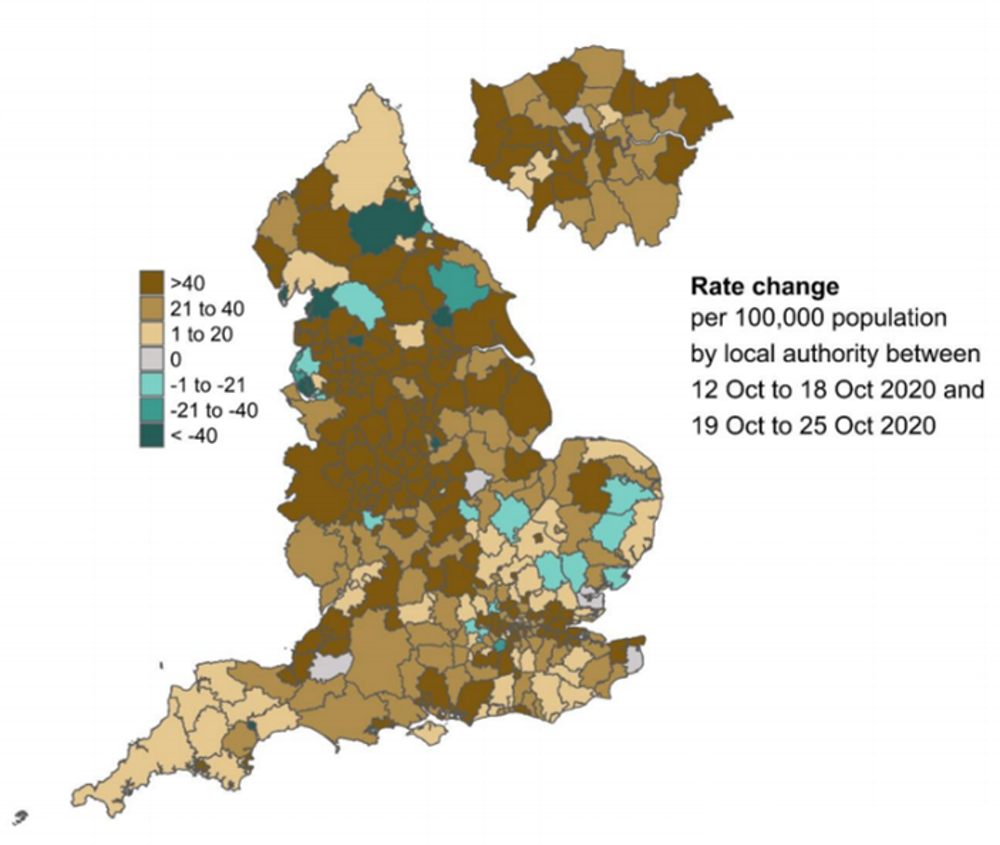 >40
21 to 40
1 to 20
0
-1 to -21
-21 to -40
< -40
Rate change
per 100,000 population
by local authority between
12 Oct to 18 Oct 2020 and
19 Oct to 25 Oct 2020